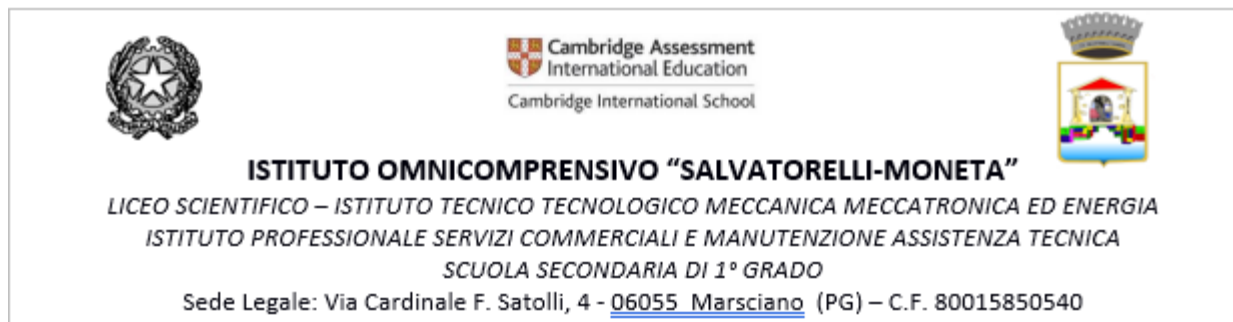 Cambridge Assessment
International Education
Cambridge International School
ISTITUTO OMNICOMPRENSIVO “SALVATORELLI-MONETA”
LICEO SCIENTIFICO – ISTITUTO TECNICO TECNOLOGICO MECCANICA MECCATRONICA ED ENERGIA
ISTITUTO PROFESSIONALE SERVIZI COMMERCIALI E MANUTENZIONE ASSISTENZA TECNICA
SCUOLA SECONDARIA DI 1° GRADO
Sede Legale: Via Cardinale F. Satolli, 4 - 06055 Marsciano (PG) – C.F. 80015850540